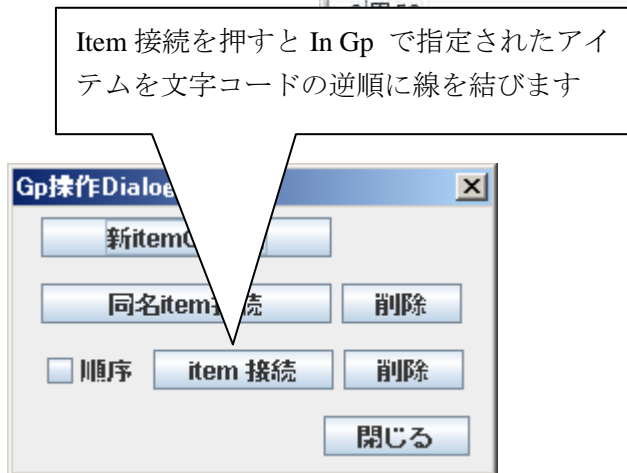 Item 接続を押すと In Gp で指定されたアイ
テムを文字コードの逆順に線を結びます
Gp操作Dialog
新item
同名item接続 削除
順序 item 接続 削除
閉じる